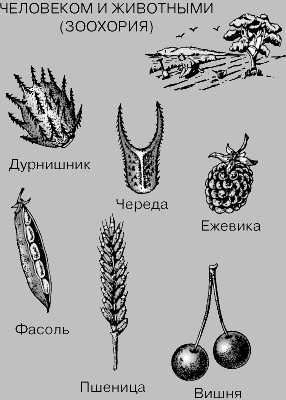 ЧЕЛОВЕКОМ И ЖИВОТНЫМИ
(ЗООХОРИЯ)
Дурнишник
Череда
Ежевика
Фасоль
Пшеница
Вишня